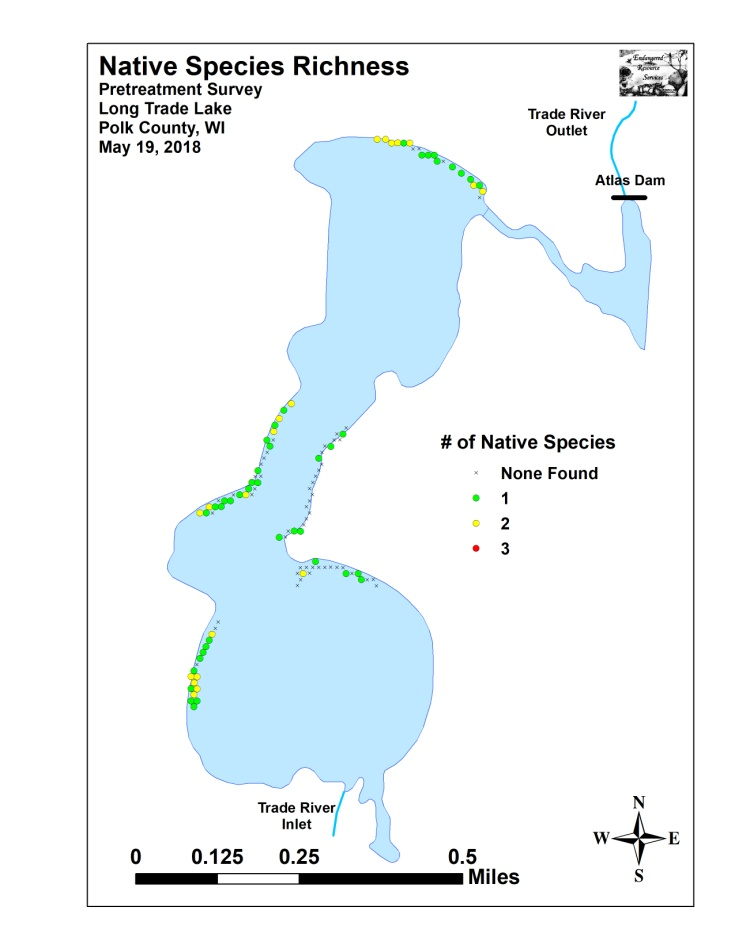 Native Species Richness
Pretreatment Survey
Long Trade Lake
Polk County, WI
May 19, 2018
Endangered
Resource
Services
Trade River
Outlet
Atlas Dam
# of Native Species
None Found
1
2
3
Trade River
Inlet
N
W E
S
0 0.125 0.25 0.5
Miles